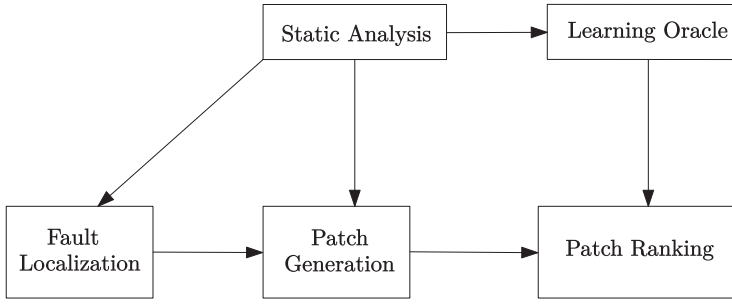 Static Analysis
Learning Oracle
Fault
Localization
Patch
Generation
Patch Ranking